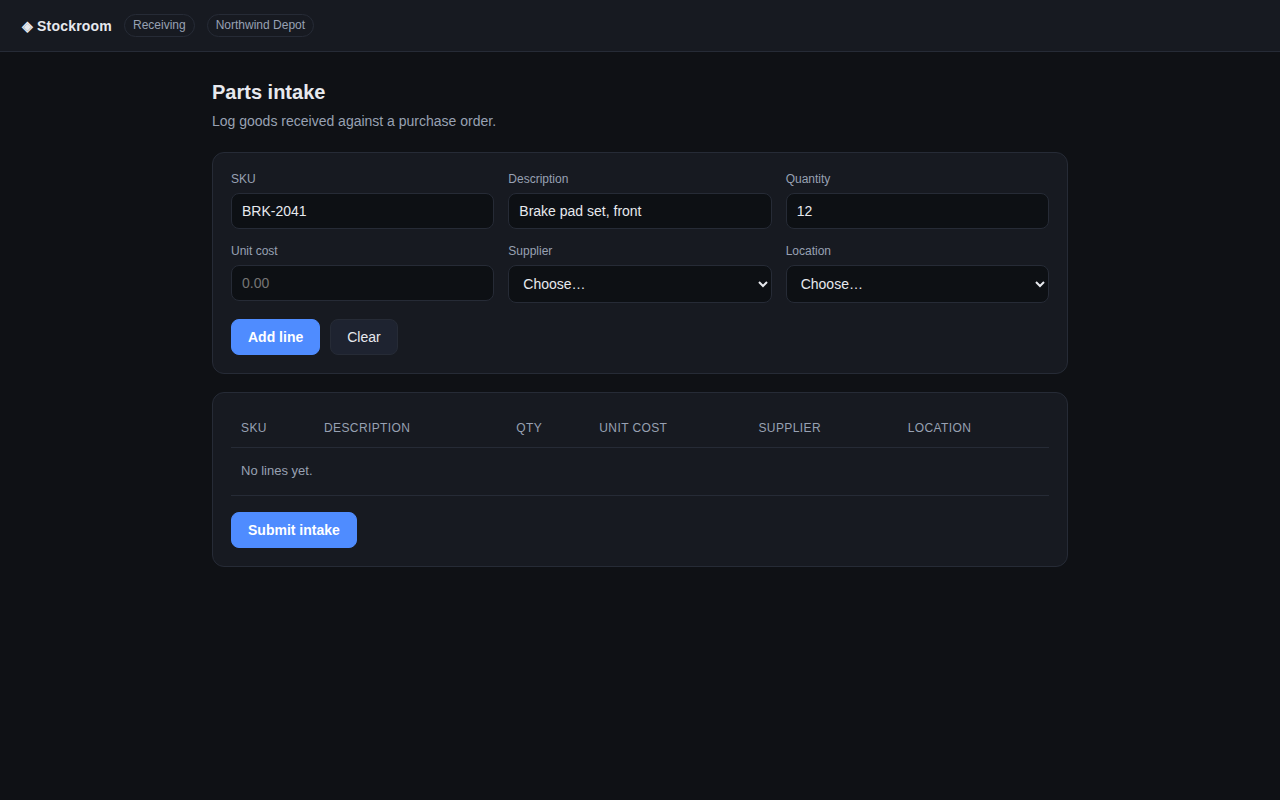 ◈ Stockroom Receiving Northwind Depot
Parts intake
Log goods received against a purchase order.
SKU Description Quantity
BRK-2041 Brake pad set, front 12
Unit cost Supplier Location
0.00 Choose… Choose…
Add line Clear
SKU DESCRIPTION QTY UNIT COST SUPPLIER LOCATION
No lines yet.
Submit intake